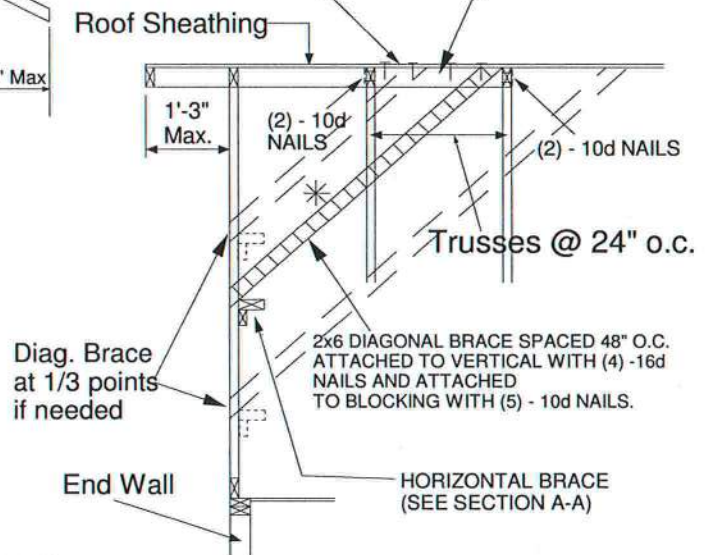 Roof Sheathing
' Max
1'-3"
Max.
(2) - 10d
NAILS
(2) - 10d NAILS
Trusses @ 24" o.c.
2x6 DIAGONAL BRACE SPACED 48" O.C.
ATTACHED TO VERTICAL WITH (4) -16d
NAILS AND ATTACHED
TO BLOCKING WITH (5) - 10d NAILS.
Diag. Brace
at 1/3 points
if needed
End Wall
HORIZONTAL BRACE
(SEE SECTION A-A)